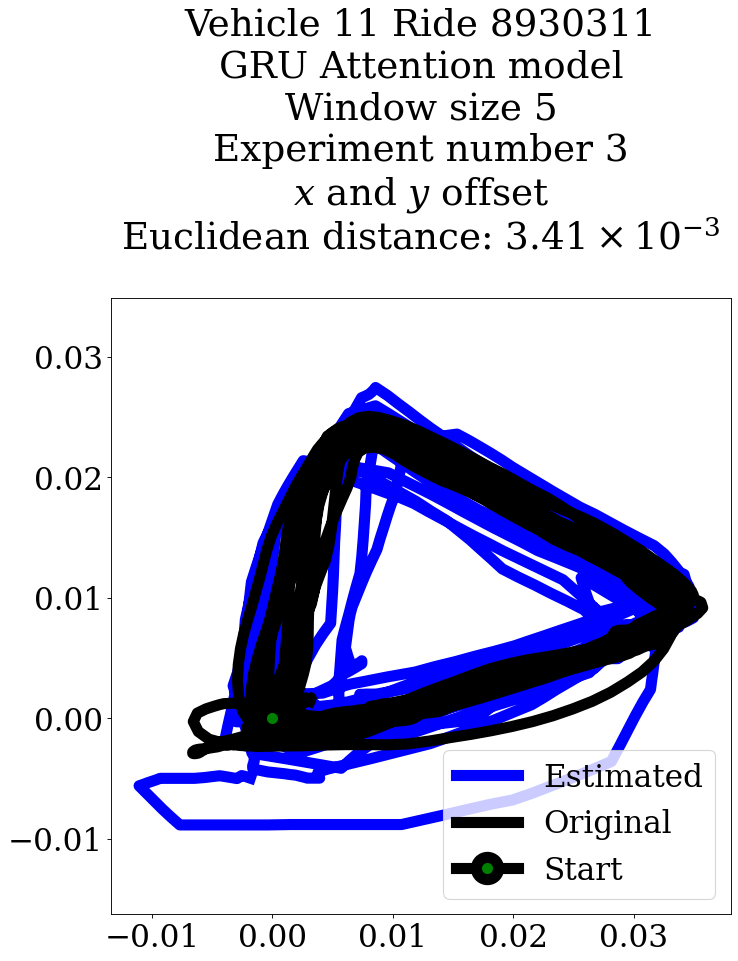 Vehicle 11 Ride 8930311
GRU Attention model
Window size 5
Experiment number 3
x and y offset
Euclidean distance: 3.41 × 10⁻³
0.03
0.02
0.01
0.00
−0.01
Estimated
Original
Start
−0.01 0.00 0.01 0.02 0.03